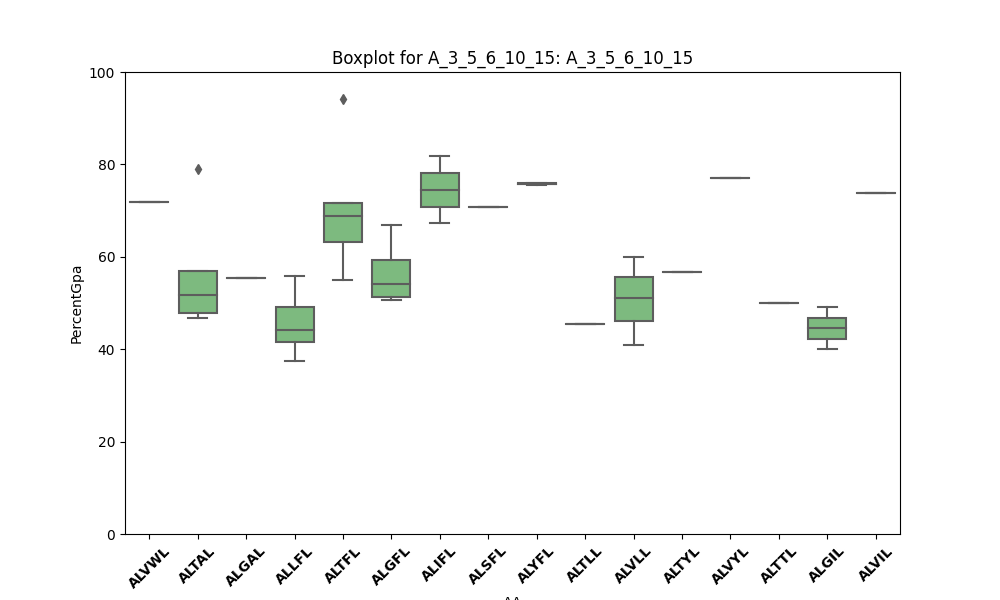 Boxplot for A_3_5_6_10_15: A_3_5_6_10_15
100
80
60
40
20
0
PercentGpa
ALVWL ALTAL ALGAL ALLFL ALTFL ALGFL ALIFL ALSFL ALYFL ALTLL ALVLL ALTYL ALVYL ALTTL ALGIL ALVIL